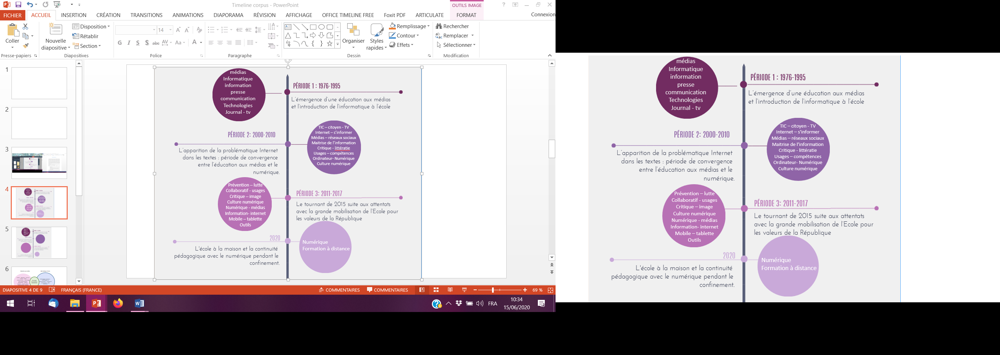 Timeline corpus - PowerPoint
OUTILS IMAGE
?
FICHIER
ACCUEIL
INSERTION
CRÉATION
TRANSITIONS
ANIMATIONS
DIAPORAMA
RÉVISION
AFFICHAGE
OFFICE TIMELINE FREE
Foxit PDF
ARTICULATE
FORMAT
Connexion
Coller
Nouvelle
diapositive
Disposition
Rétablir
Section
14
G I S S abc AV Aa A
Organiser
Styles
rapides
Remplissage
Contour
Effets
Rechercher
Remplacer
Sélectionner
Presse-papiers
Diapositives
Police
Paragraphe
Dessin
Modification
1
2
3
4
5
6
médias
Informatique
information
presse
communication
Technologies
Journal - tv
PÉRIODE 1 : 1976-1995
L'émergence d'une éducation aux médias
et l'introduction de l'informatique à l'école
PÉRIODE 2: 2000-2010
L'apparition de la problématique Internet
dans les textes : période de convergence
entre l'éducation aux médias et le
numérique.
TIC – citoyen - TV
Internet – s'informer
Médias – réseaux sociaux
Maitrise de l'information
Critique - littératie
Usages – compétences
Ordinateur- Numérique
Culture numérique
Prévention – lutte
Collaboratif - usages
Critique – image
Culture numérique
Numérique - médias
Information- internet
Mobile – tablette
Outils
PÉRIODE 3: 2011-2017
Le tournant de 2015 suite aux attentats
avec la grande mobilisation de l'Ecole pour
les valeurs de la République
2020
L'école à la maison et la continuité
pédagogique avec le numérique pendant le
confinement.
Numérique
Formation à distance
DIAPOSITIVE 4 DE 9
FRANÇAIS (FRANCE)
COMMENTAIRES
COMMENTAIRES
69 %
FRA
10:34
15/06/2020
médias
Informatique
information
presse
communication
Technologies
Journal - tv
PÉRIODE 1 : 1976-1995
L'émergence d'une éducation aux médias
et l'introduction de l'informatique à l'école
PÉRIODE 2: 2000-2010
L'apparition de la problématique Internet
dans les textes : période de convergence
entre l'éducation aux médias et le
numérique.
TIC – citoyen - TV
Internet – s'informer
Médias – réseaux sociaux
Maitrise de l'information
Critique - littératie
Usages – compétences
Ordinateur- Numérique
Culture numérique
Prévention – lutte
Collaboratif - usages
Critique – image
Culture numérique
Numérique - médias
Information- internet
Mobile – tablette
Outils
PÉRIODE 3: 2011-2017
Le tournant de 2015 suite aux attentats
avec la grande mobilisation de l'Ecole pour
les valeurs de la République
2020
L'école à la maison et la continuité
pédagogique avec le numérique pendant le
confinement.
Numérique
Formation à distance